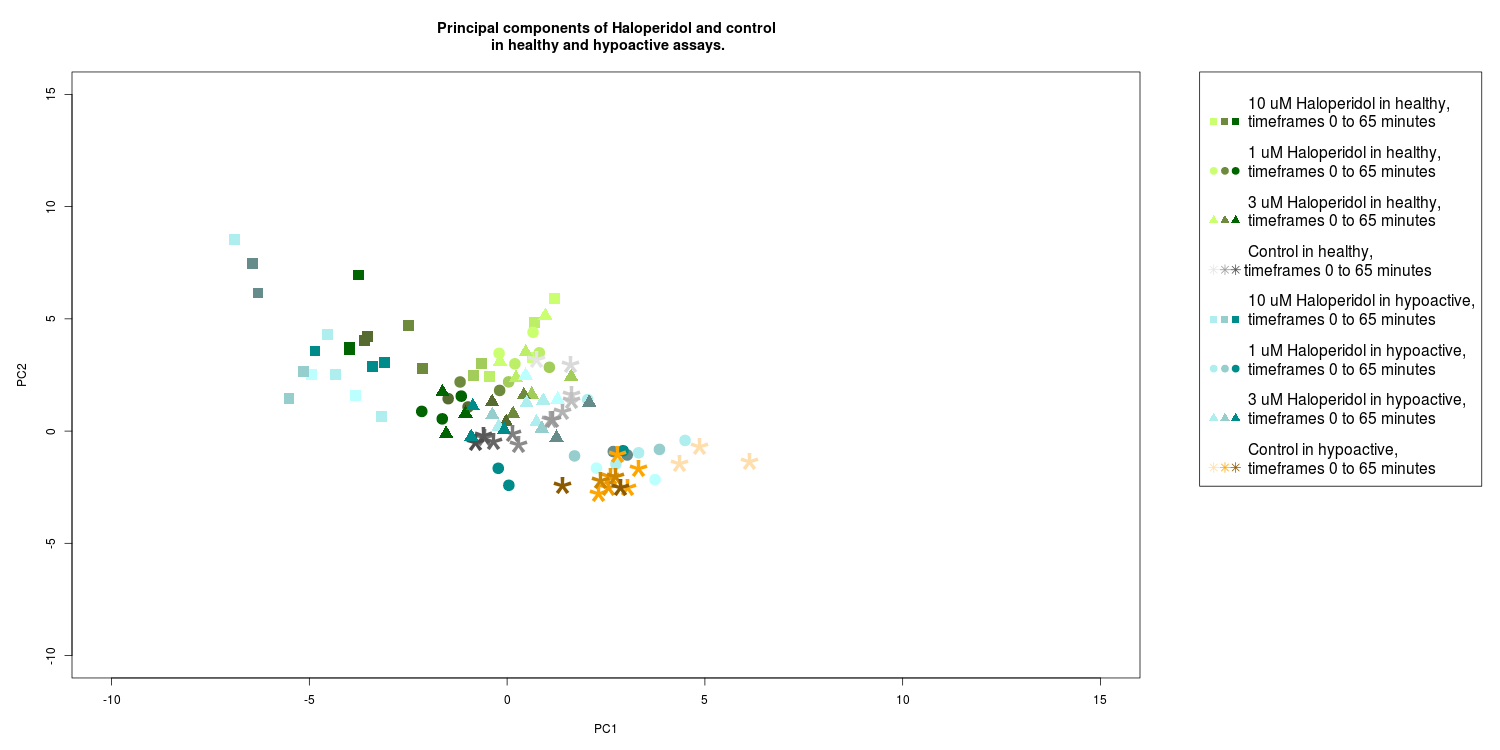 Principal components of Haloperidol and control
in healthy and hypoactive assays.
15
10
5
0
-5
-10
PC2
-10
-5
0
5
10
15
PC1
10 uM Haloperidol in healthy,
timeframes 0 to 65 minutes
1 uM Haloperidol in healthy,
timeframes 0 to 65 minutes
3 uM Haloperidol in healthy,
timeframes 0 to 65 minutes
Control in healthy,
timeframes 0 to 65 minutes
10 uM Haloperidol in hypoactive,
timeframes 0 to 65 minutes
1 uM Haloperidol in hypoactive,
timeframes 0 to 65 minutes
3 uM Haloperidol in hypoactive,
timeframes 0 to 65 minutes
Control in hypoactive,
timeframes 0 to 65 minutes